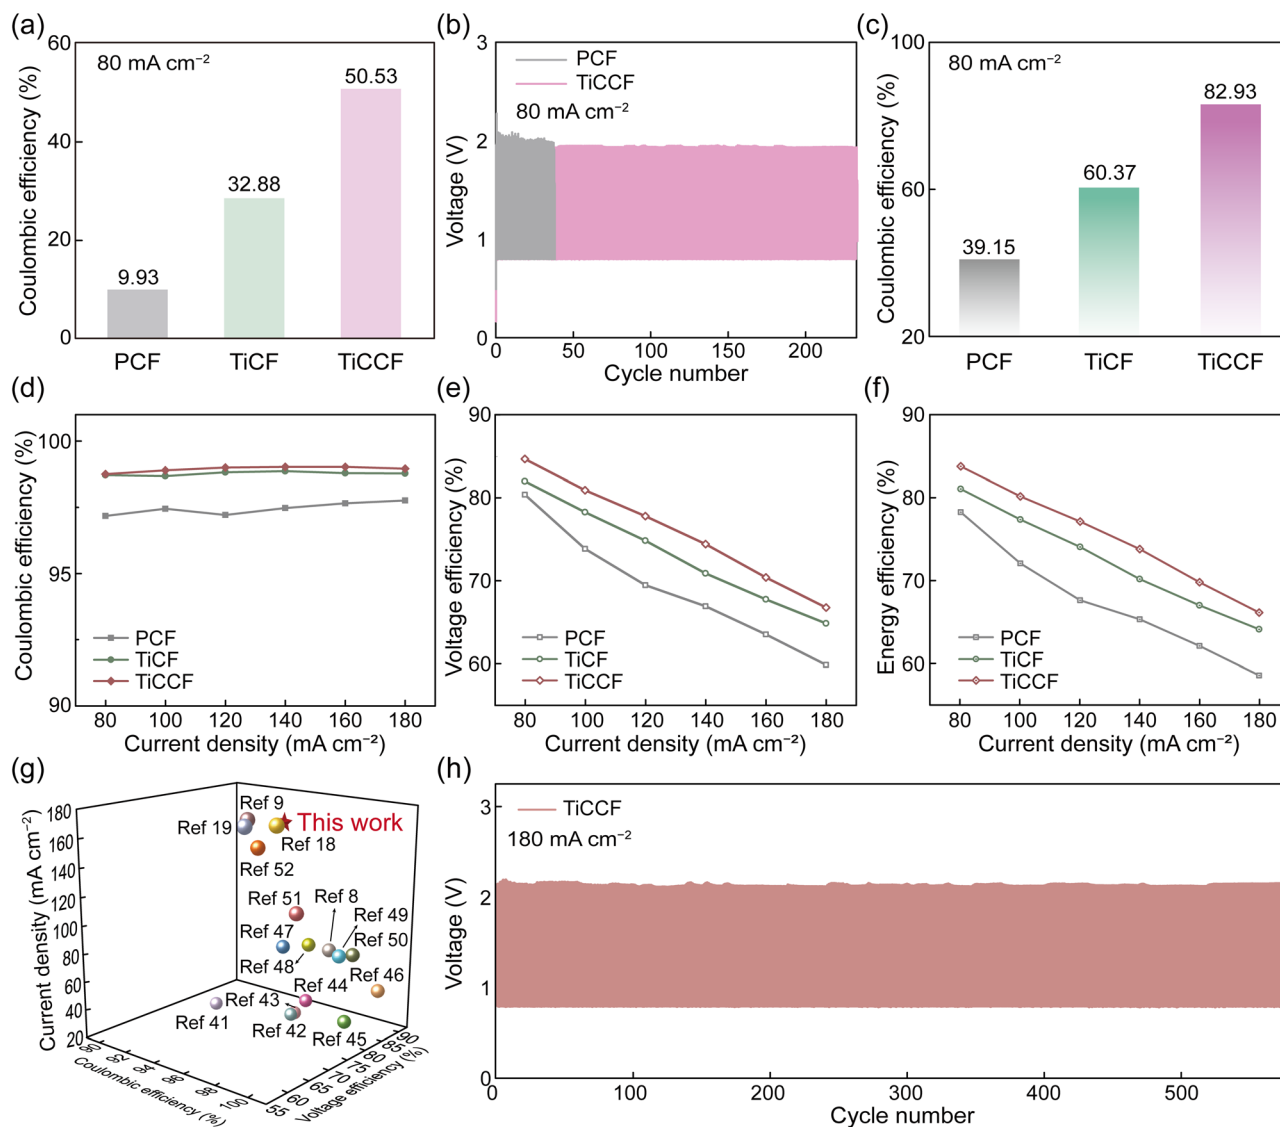 (a)
Coulombic efficiency (%)
60
40
20
0
80 mA cm⁻²
9.93
32.88
50.53
PCF
TiCF
TiCCF
(b)
Voltage (V)
3
2
1
0
PCF
TiCCF
80 mA cm⁻²
0
50
100
150
200
Cycle number
(c)
Coulombic efficiency (%)
100
60
20
80 mA cm⁻²
39.15
60.37
82.93
PCF
TiCF
TiCCF
(d)
Coulombic efficiency (%)
100
95
90
PCF
TiCF
TiCCF
80
100
120
140
160
180
Current density (mA cm⁻²)
(e)
Voltage efficiency (%)
90
80
70
60
PCF
TiCF
TiCCF
80
100
120
140
160
180
Current density (mA cm⁻²)
(f)
Energy efficiency (%)
90
80
70
60
PCF
TiCF
TiCCF
80
100
120
140
160
180
Current density (mA cm⁻²)
(g)
Current density (mA cm⁻²)
180
160
140
120
100
80
60
40
20
Ref 9
Ref 19
This work
Ref 18
Ref 52
Ref 51
Ref 8
Ref 49
Ref 47
Ref 50
Ref 48
Ref 44
Ref 46
Ref 43
Ref 41
Ref 42
Ref 45
80
82
84
86
88
100
Coulombic efficiency (%)
55
60
65
70
75
80
85
90
Voltage efficiency (%)
(h)
Voltage (V)
3
2
1
0
TiCCF
180 mA cm⁻²
0
100
200
300
400
500
Cycle number